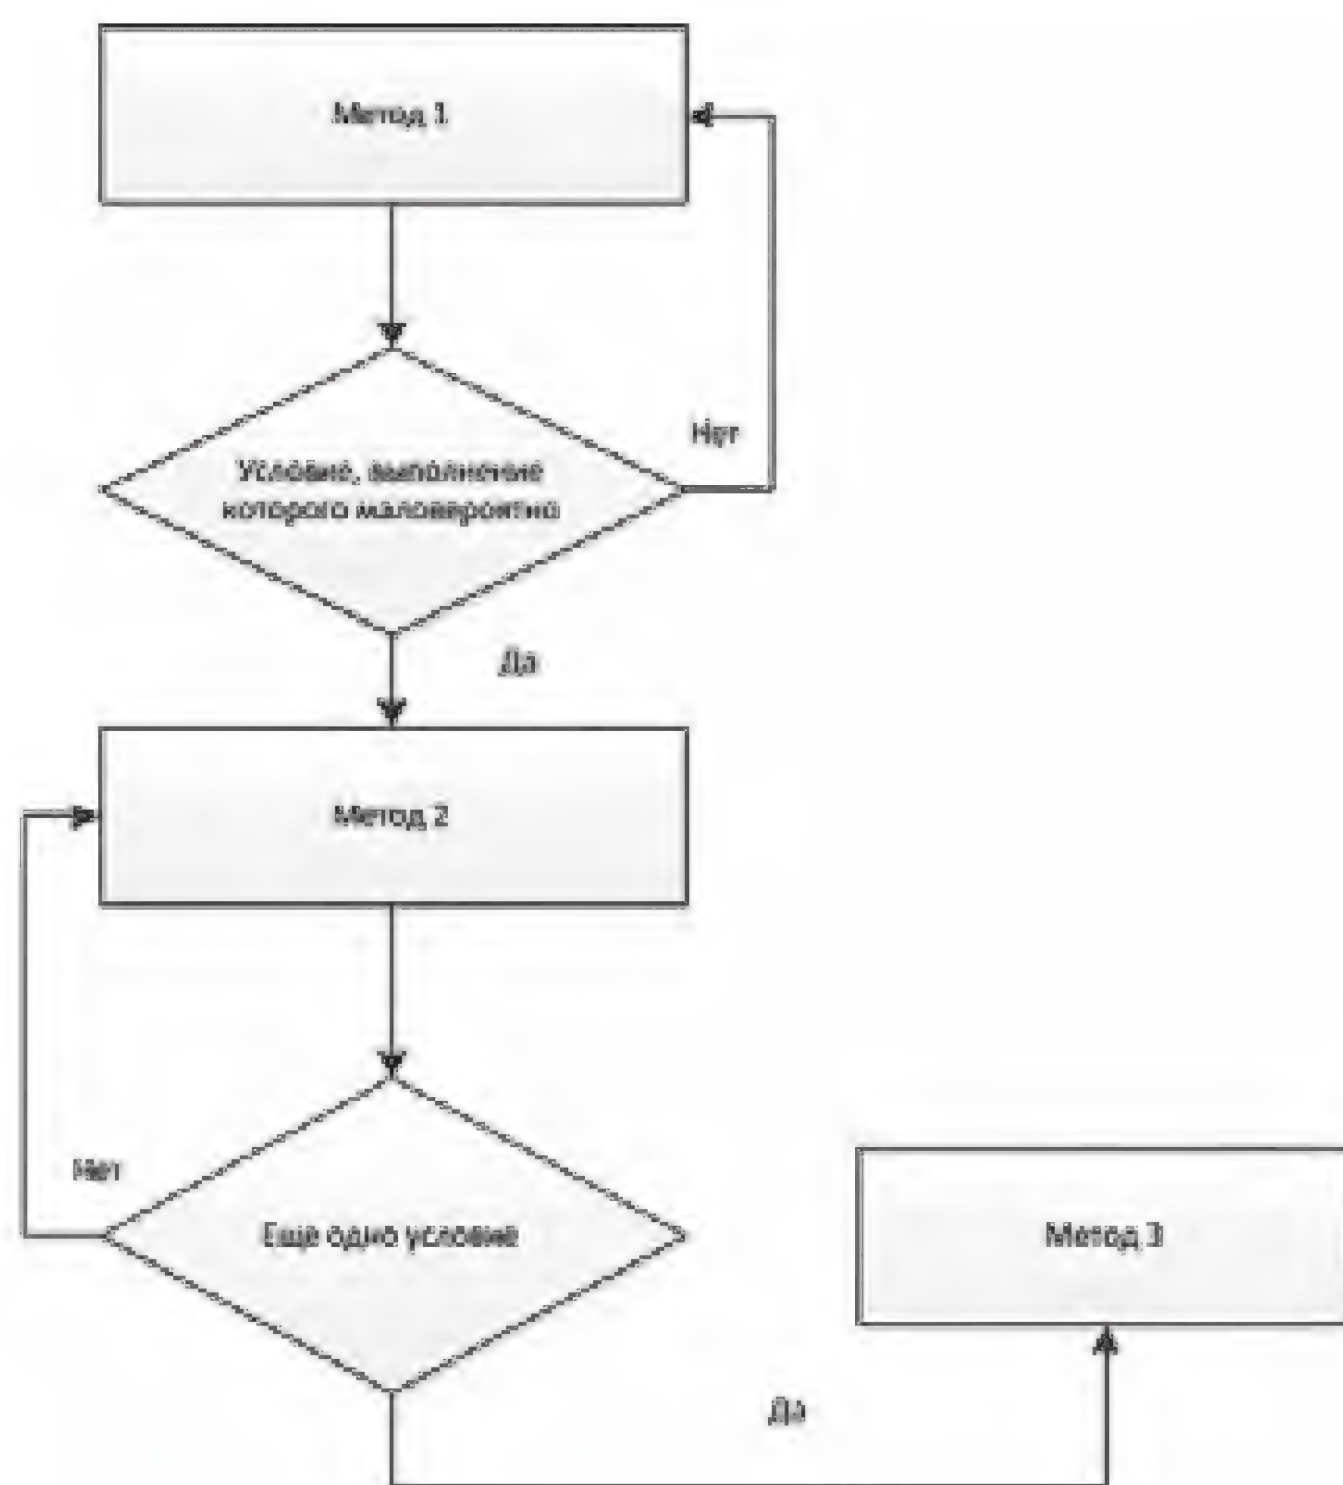 Метод 1
Нет
Условие, выполнение
которого маловероятно
Да
Метод 2
Нет
Еще одно условие
Метод 3
Да